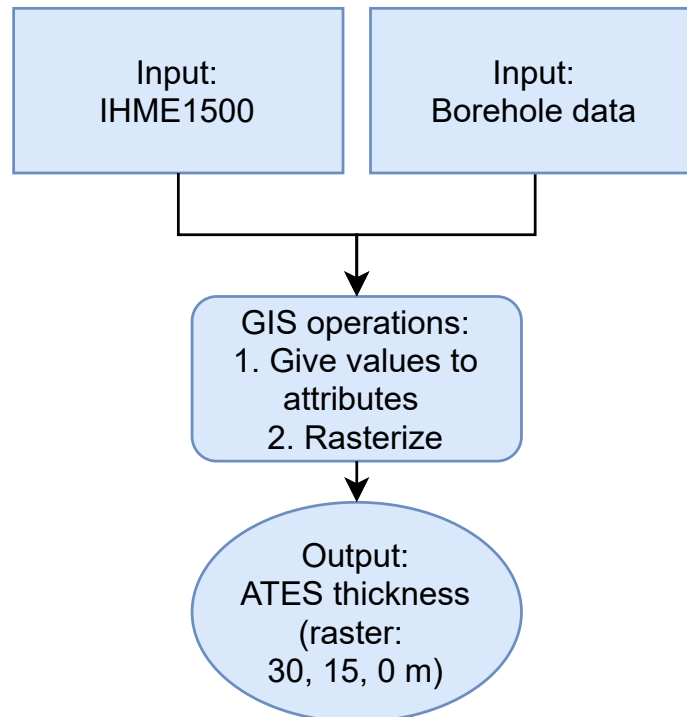 Input:
IHME1500
Input:
Borehole data
GIS operations:
1. Give values to
attributes
2. Rasterize
Output:
ATES thickness
(raster:
30, 15, 0 m)